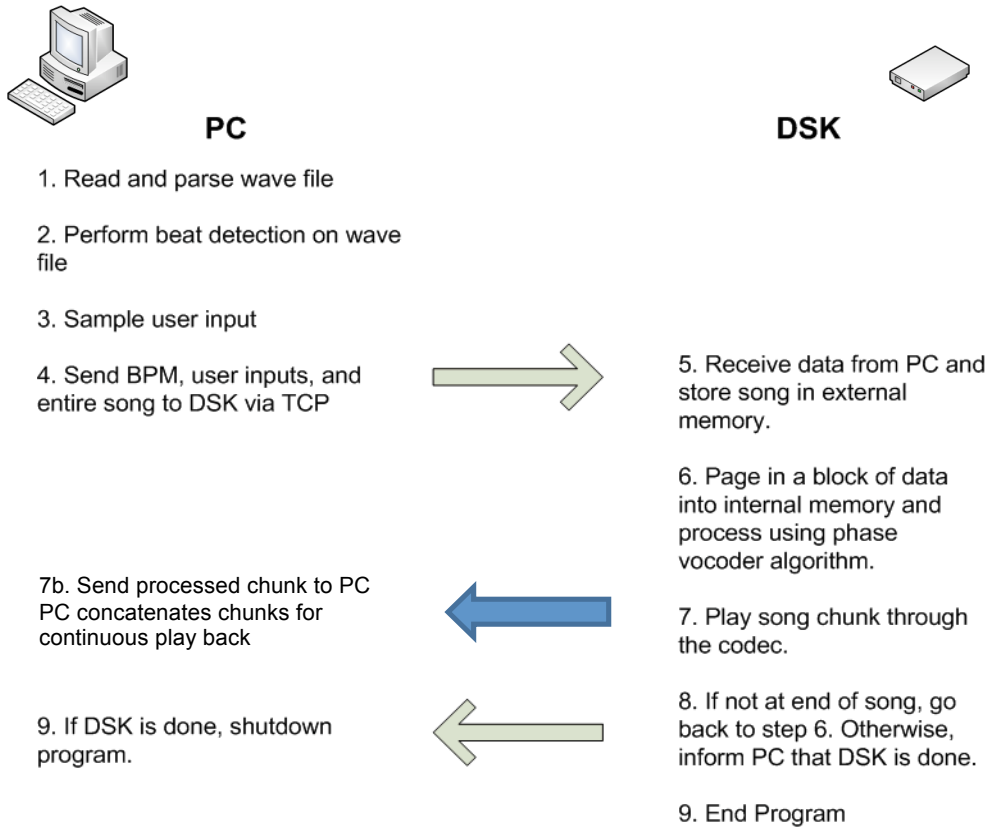 PC
DSK
1. Read and parse wave file
2. Perform beat detection on wave
file
3. Sample user input
4. Send BPM, user inputs, and
entire song to DSK via TCP
5. Receive data from PC and
store song in external
memory.
6. Page in a block of data
into internal memory and
process using phase
vocoder algorithm.
7b. Send processed chunk to PC
PC concatenates chunks for
continuous play back
7. Play song chunk through
the codec.
8. If not at end of song, go
back to step 6. Otherwise,
inform PC that DSK is done.
9. If DSK is done, shutdown
program.
9. End Program